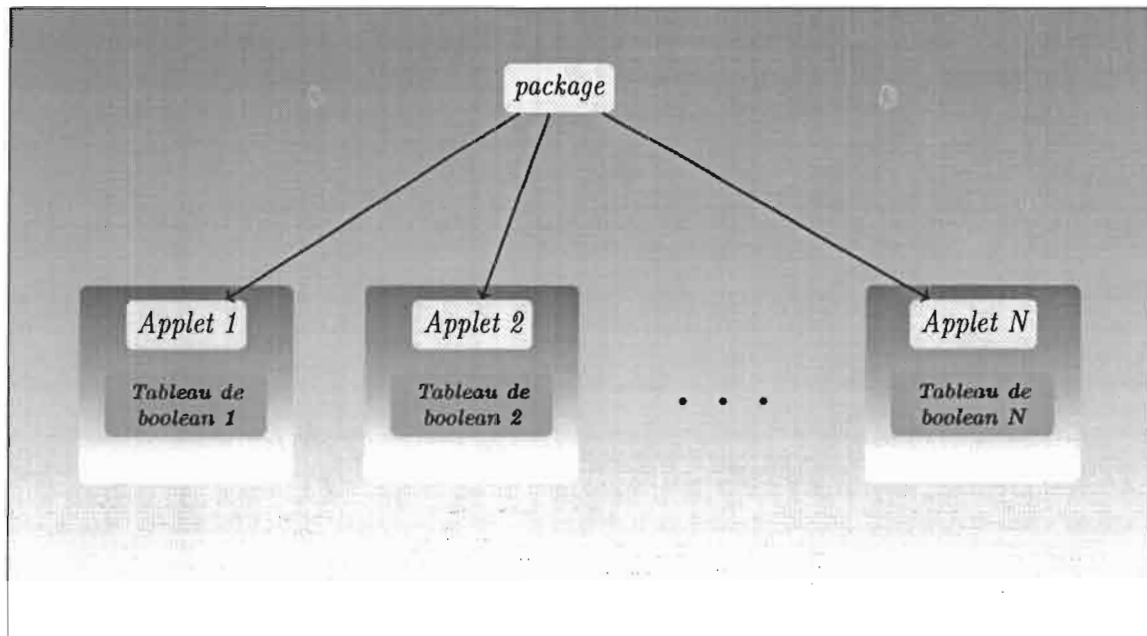 package
Applet 1
Applet 2
Applet N
Tableau de
boolean 1
Tableau de
boolean 2
. . .
Tableau de
boolean N